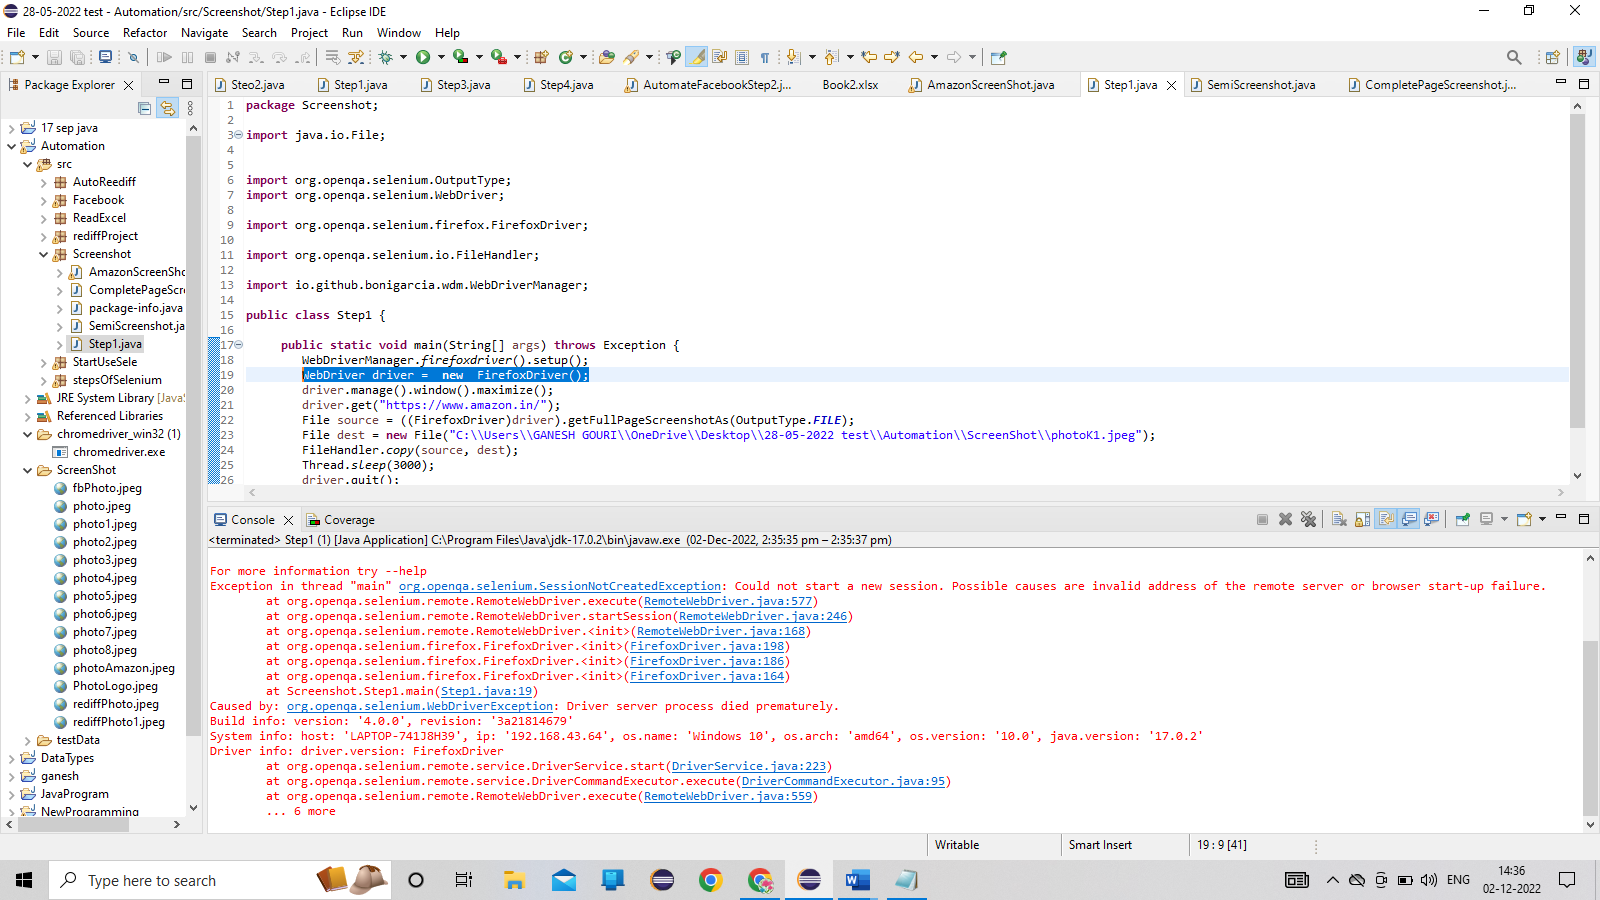 28-05-2022 test - Automation/src/Screenshot/Step1.java - Eclipse IDE
File Edit Source Refactor Navigate Search Project Run Window Help
Package Explorer
Steo2.java Step1.java Step3.java Step4.java AutomateFacebookStep2.j... Book2.xlsx AmazonScreenShot.java Step1.java SemiScreenshot.java CompletePageScreenshot.j...
17 sep java
Automation
src
AutoReediff
Facebook
ReadExcel
rediffProject
Screenshot
AmazonScreenSho
CompletePageScre
package-info.java
SemiScreenshot.ja
Step1.java
StartUseSele
stepsOfSelenium
JRE System Library [JavaS
Referenced Libraries
chromedriver_win32 (1)
chromedriver.exe
ScreenShot
fbPhoto.jpeg
photo.jpeg
photo1.jpeg
photo2.jpeg
photo3.jpeg
photo4.jpeg
photo5.jpeg
photo6.jpeg
photo7.jpeg
photo8.jpeg
photoAmazon.jpeg
PhotoLogo.jpeg
rediffPhoto.jpeg
rediffPhoto1.jpeg
testData
DataTypes
ganesh
JavaProgram
NewProgramming
1 package Screenshot;
2
3 import java.io.File;
4
5
6 import org.openqa.selenium.OutputType;
7 import org.openqa.selenium.WebDriver;
8
9 import org.openqa.selenium.firefox.FirefoxDriver;
10
11 import org.openqa.selenium.io.FileHandler;
12
13 import io.github.bonigarcia.wdm.WebDriverManager;
14
15 public class Step1 {
16
17 public static void main(String[] args) throws Exception {
18 WebDriverManager.firefoxdriver().setup();
19 WebDriver driver = new FirefoxDriver();
20 driver.manage().window().maximize();
21 driver.get("https://www.amazon.in/");
22 File source = ((FirefoxDriver)driver).getFullPageScreenshotAs(OutputType.FILE);
23 File dest = new File("C:\\Users\\GANESH GOURI\\OneDrive\\Desktop\\28-05-2022 test\\Automation\\ScreenShot\\photoK1.jpeg");
24 FileHandler.copy(source, dest);
25 Thread.sleep(3000);
26 driver.quit();
Console Coverage
<terminated> Step1 (1) [Java Application] C:\Program Files\Java\jdk-17.0.2\bin\javaw.exe (02-Dec-2022, 2:35:35 pm – 2:35:37 pm)
For more information try --help
Exception in thread "main" org.openqa.selenium.SessionNotCreatedException: Could not start a new session. Possible causes are invalid address of the remote server or browser start-up failure.
at org.openqa.selenium.remote.RemoteWebDriver.execute(RemoteWebDriver.java:577)
at org.openqa.selenium.remote.RemoteWebDriver.startSession(RemoteWebDriver.java:246)
at org.openqa.selenium.remote.RemoteWebDriver.<init>(RemoteWebDriver.java:168)
at org.openqa.selenium.firefox.FirefoxDriver.<init>(FirefoxDriver.java:198)
at org.openqa.selenium.firefox.FirefoxDriver.<init>(FirefoxDriver.java:186)
at org.openqa.selenium.firefox.FirefoxDriver.<init>(FirefoxDriver.java:164)
at Screenshot.Step1.main(Step1.java:19)
Caused by: org.openqa.selenium.WebDriverException: Driver server process died prematurely.
Build info: version: '4.0.0', revision: '3a21814679'
System info: host: 'LAPTOP-741J8H39', ip: '192.168.43.64', os.name: 'Windows 10', os.arch: 'amd64', os.version: '10.0', java.version: '17.0.2'
Driver info: driver.version: FirefoxDriver
at org.openqa.selenium.remote.service.DriverService.start(DriverService.java:223)
at org.openqa.selenium.remote.service.DriverCommandExecutor.execute(DriverCommandExecutor.java:95)
at org.openqa.selenium.remote.RemoteWebDriver.execute(RemoteWebDriver.java:559)
... 6 more
Writable Smart Insert 19 : 9 [41]
Type here to search
ENG
14:36
02-12-2022